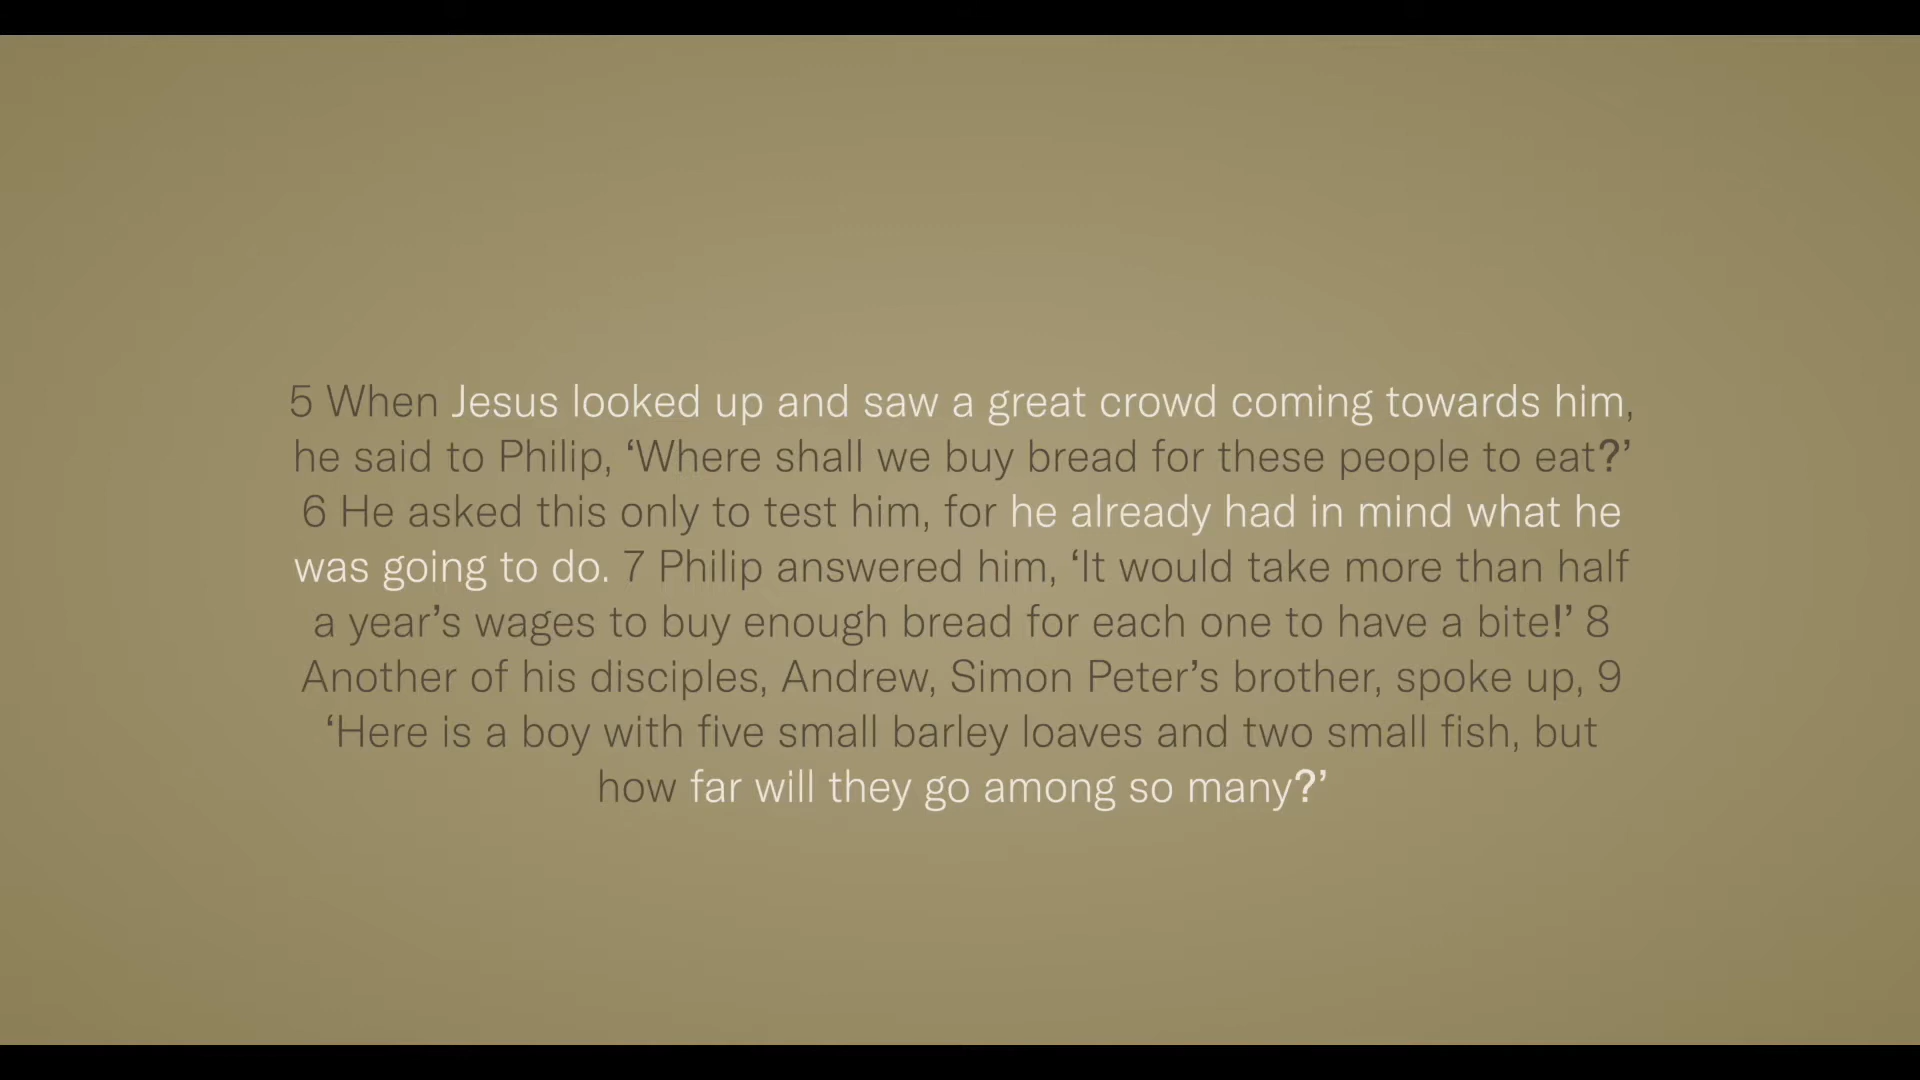 5 When Jesus looked up and saw a great crowd coming towards him,
he said to Philip, ‘Where shall we buy bread for these people to eat?’
6 He asked this only to test him, for he already had in mind what he
was going to do. 7 Philip answered him, ‘It would take more than half
a year’s wages to buy enough bread for each one to have a bite!’ 8
Another of his disciples, Andrew, Simon Peter’s brother, spoke up, 9
‘Here is a boy with five small barley loaves and two small fish, but
how far will they go among so many?’